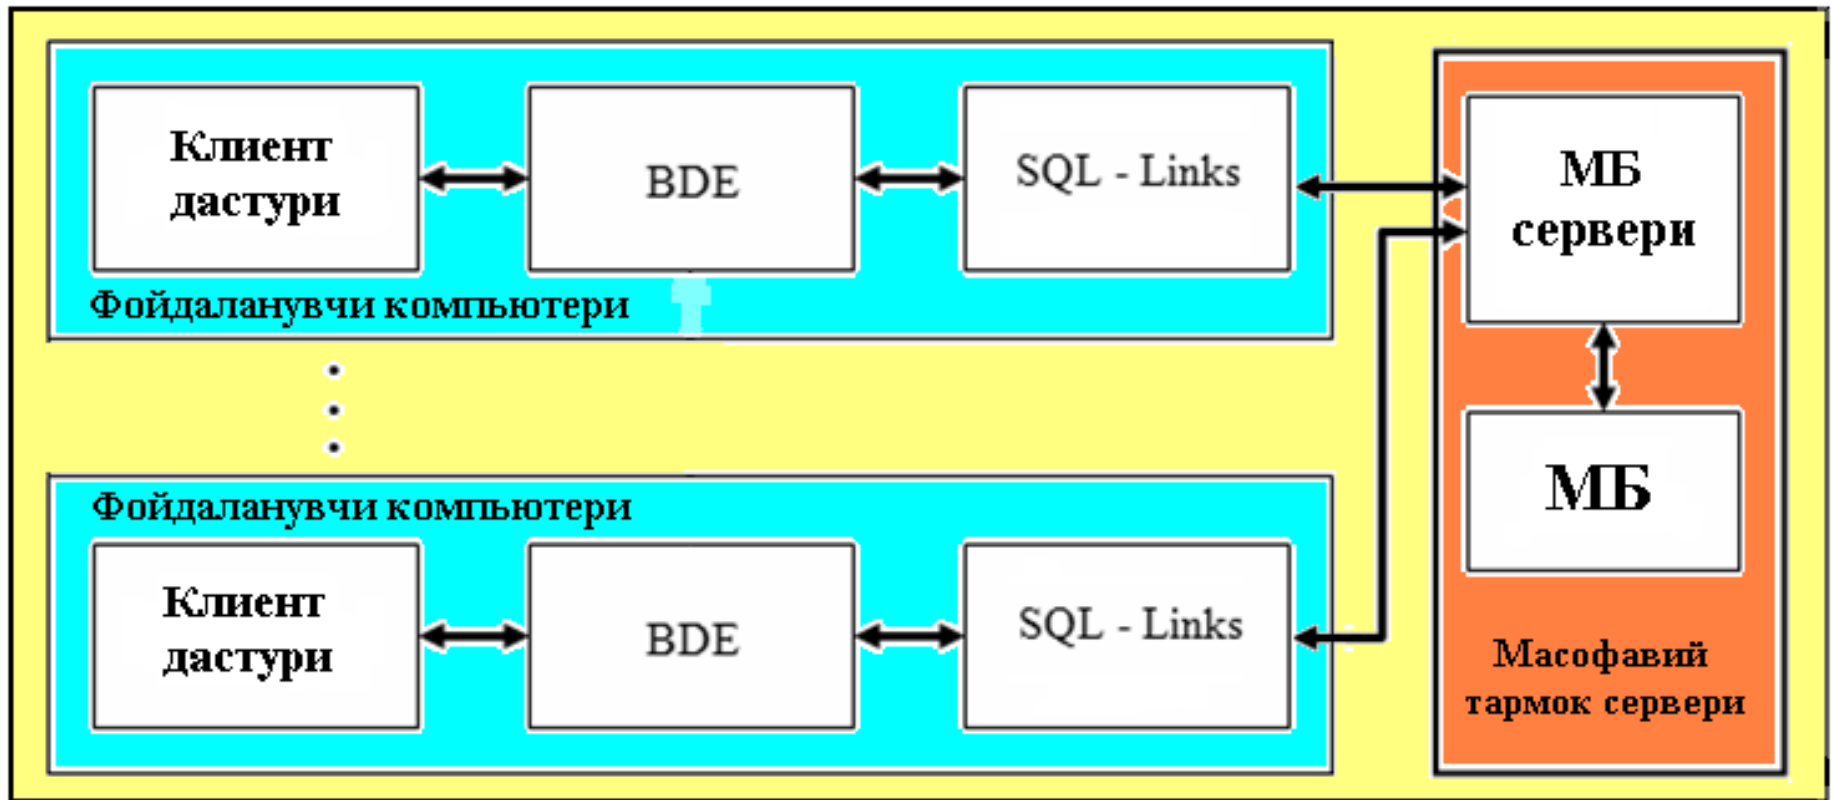 Клиент
дастури
BDE
SQL - Links
Фойдаланувчи компьютери
МБ
сервери
МБ
Масофавий
тармок сервери
Фойдаланувчи компьютери
Клиент
дастури
BDE
SQL - Links